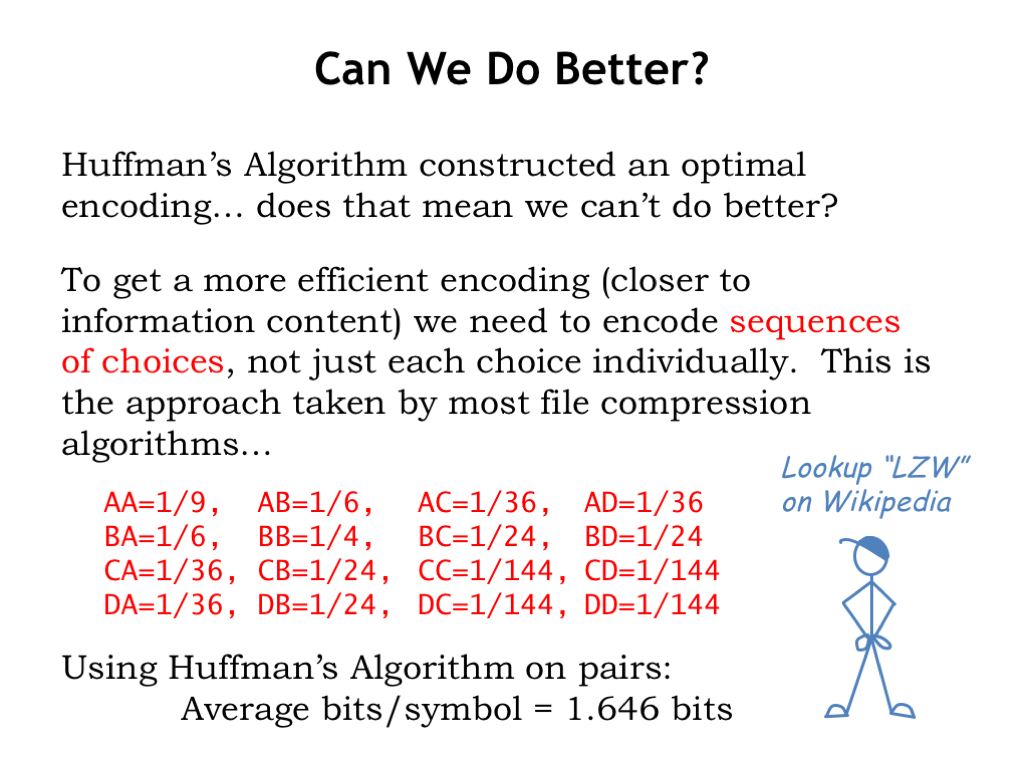 Can We Do Better?
Huffman’s Algorithm constructed an optimal
encoding… does that mean we can’t do better?
To get a more efficient encoding (closer to
information content) we need to encode sequences
of choices, not just each choice individually.  This is
the approach taken by most file compression
algorithms…
Lookup “LZW”
on Wikipedia
AA=1/9, AB=1/6, AC=1/36, AD=1/36
BA=1/6, BB=1/4, BC=1/24, BD=1/24
CA=1/36, CB=1/24, CC=1/144, CD=1/144
DA=1/36, DB=1/24, DC=1/144, DD=1/144
Using Huffman’s Algorithm on pairs:
Average bits/symbol = 1.646 bits